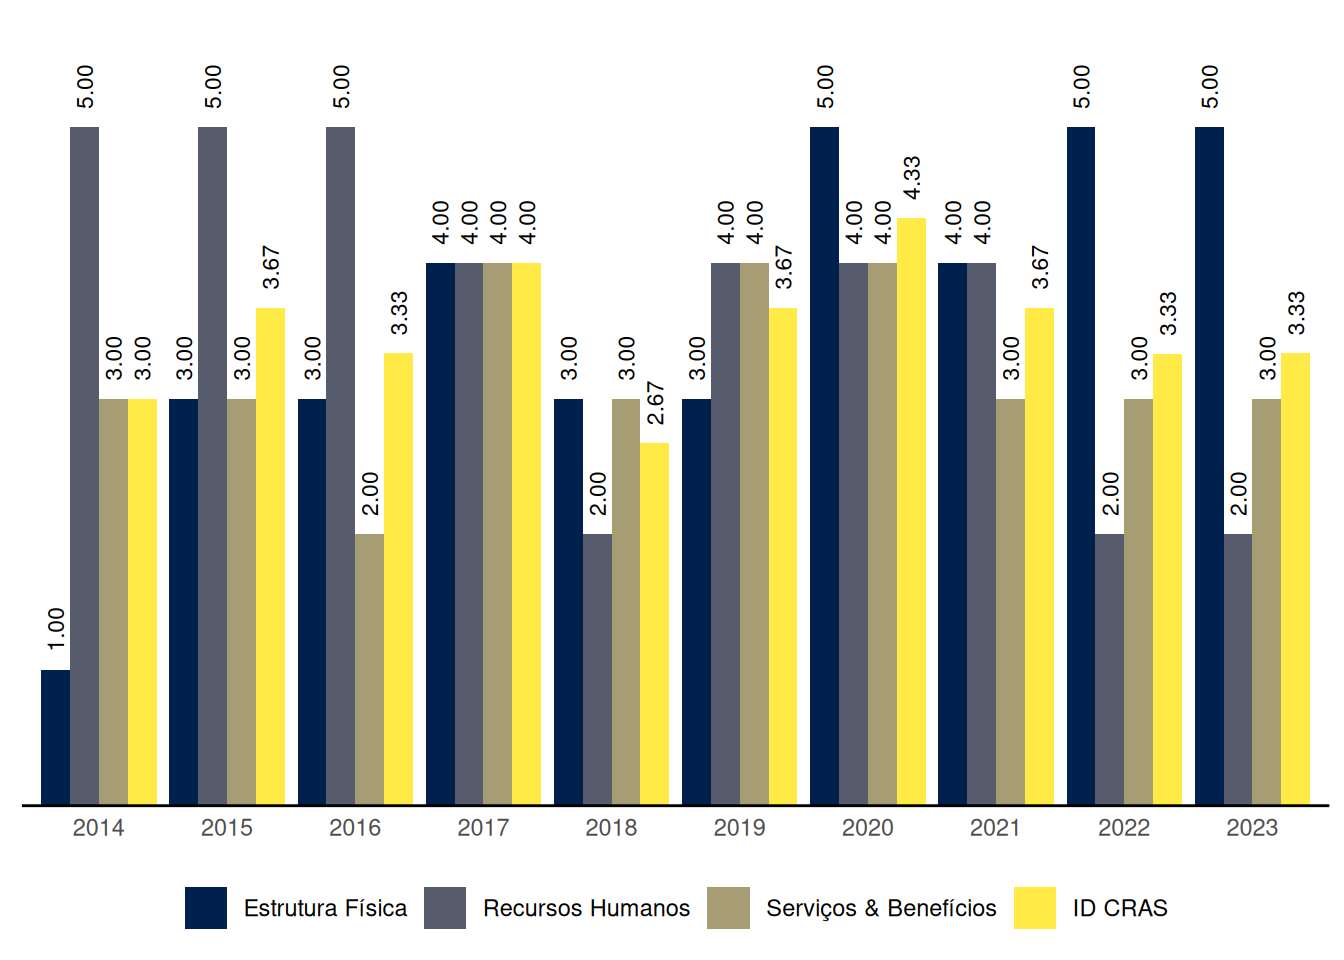 5.00 5.00 5.00 5.00 5.00 5.00
4.33
4.00 4.00 4.00 4.00 4.00 4.00 4.00 4.00 4.00 4.00
3.67 3.67 3.67
3.33 3.33 3.33
3.00 3.00 3.00 3.00 3.00 3.00 3.00 3.00 3.00 3.00 3.00
2.67
2.00 2.00 2.00 2.00
1.00
2014 2015 2016 2017 2018 2019 2020 2021 2022 2023
Estrutura Física Recursos Humanos Serviços & Benefícios ID CRAS